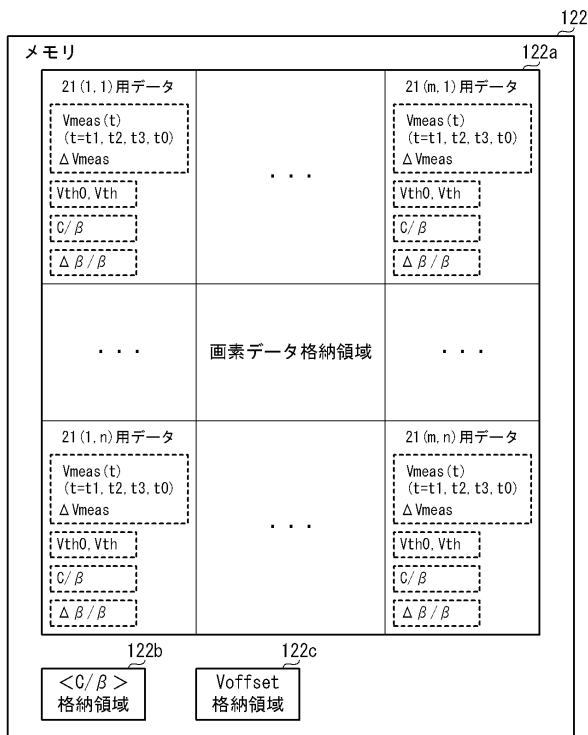 122
メモリ
122a
21(1,1)用データ
Vmeas(t)
(t=t1,t2,t3,t0)
ΔVmeas
Vth0,Vth
C/β
Δβ/β
・・・
21(m,1)用データ
Vmeas(t)
(t=t1,t2,t3,t0)
ΔVmeas
Vth0,Vth
C/β
Δβ/β
・・・
画素データ格納領域
・・・
21(1,n)用データ
Vmeas(t)
(t=t1,t2,t3,t0)
ΔVmeas
Vth0,Vth
C/β
Δβ/β
・・・
21(m,n)用データ
Vmeas(t)
(t=t1,t2,t3,t0)
ΔVmeas
Vth0,Vth
C/β
Δβ/β
122b
<C/β>
格納領域
122c
Voffset
格納領域